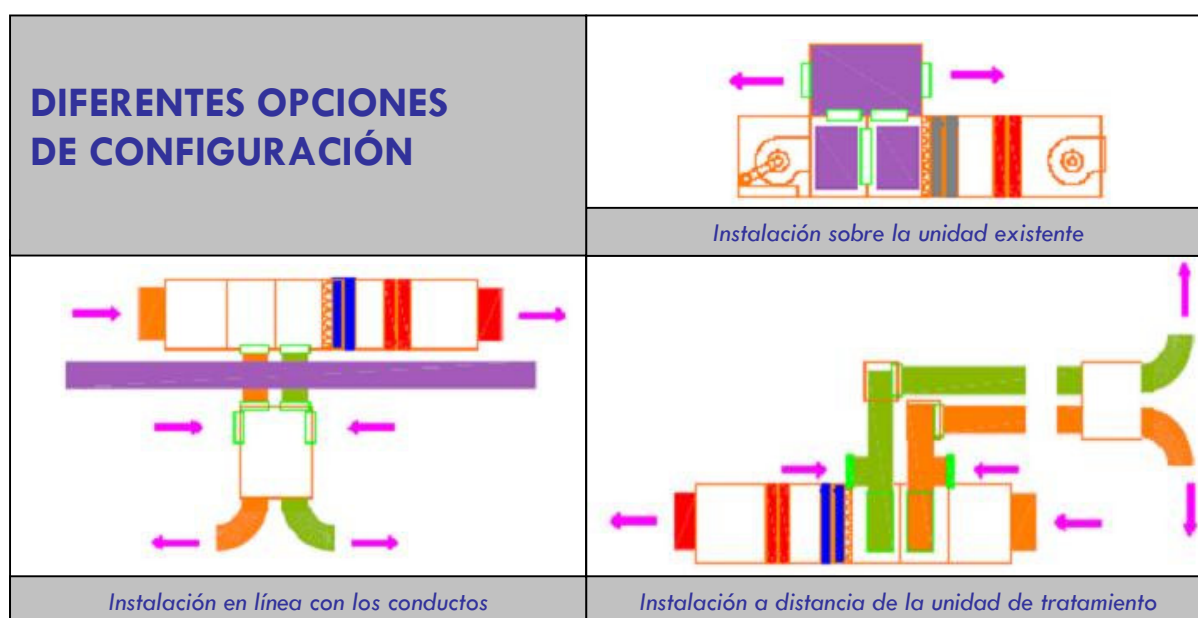 DIFERENTES OPCIONES
DE CONFIGURACIÓN
Instalación sobre la unidad existente
Instalación en línea con los conductos
Instalación a distancia de la unidad de tratamiento